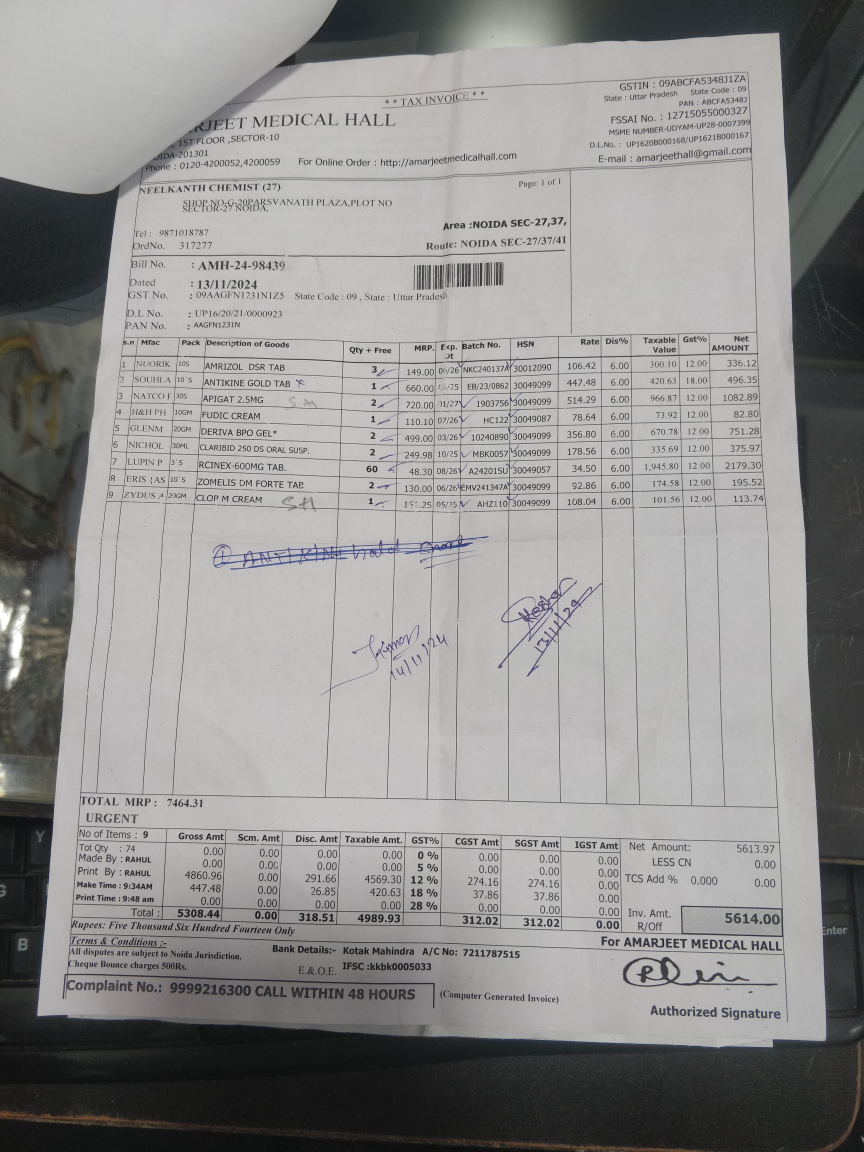 * * TAX INVOICE * *
GSTIN : 09ABCFA5348J1ZA
State : Uttar Pradesh State Code : 09
PAN : ABCFA5348J
FSSAI No. : 12715055000327
MSME NUMBER-UDYAM-UP28-0007399
D.L.No. : UP1620B000168/UP1621B000167
E-mail : amarjeethall@gmail.com
RJEET MEDICAL HALL
1ST FLOOR ,SECTOR-10
IDA-201301
Phone : 0120-4200052,4200059 For Online Order : http://amarjeetmedicalhall.com
NEELKANTH CHEMIST (27) Page: 1 of 1
SHOP NO-G-20PARSVANATH PLAZA,PLOT NO
SECTOR-27 NOIDA,
Tel : 9871018787 Area :NOIDA SEC-27,37,
OrdNo. 317277 Route: NOIDA SEC-27/37/41
Bill No. : AMH-24-98439
Dated : 13/11/2024
GST No. : 09AAGFN1231N1Z5 State Code : 09 , State : Uttar Pradesh
D.L No. : UP16/20/21/0000923
PAN No. : AAGFN1231N
s.n Mfac Pack Description of Goods Qty + Free MRP. Exp. Dt Batch No. HSN Rate Dis% Taxable Value Gst% Net AMOUNT
1 NUORIK 10S AMRIZOL DSR TAB 3 149.00 06/26 NKC240137A 30012090 106.42 6.00 300.10 12.00 336.12
2 SOUHLA 10`S ANTIKINE GOLD TAB 1 660.00 /25 EB/23/0862 30049099 447.48 6.00 420.63 18.00 496.35
3 NATCO F 30S APIGAT 2.5MG 2 720.00 01/27 1903756 30049099 514.29 6.00 966.87 12.00 1082.89
4 H&H PH 10GM FUDIC CREAM 1 110.10 07/26 HC122 30049087 78.64 6.00 73.92 12.00 82.80
5 GLENM 20GM DERIVA BPO GEL* 2 499.00 03/26 10240890 30049099 356.80 6.00 670.78 12.00 751.28
6 NICHOL 30ML CLARIBID 250 DS ORAL SUSP. 2 249.98 10/25 MBK0057 30049099 178.56 6.00 335.69 12.00 375.97
7 LUPIN P 3`S RCINEX-600MG TAB. 60 48.30 08/26 A24201SU 30049057 34.50 6.00 1,945.80 12.00 2179.30
8 ERIS (AS 10`S ZOMELIS DM FORTE TAB 2 130.00 06/26 EMV241347A 30049099 92.86 6.00 174.58 12.00 195.52
9 ZYDUS A 20GM CLOP M CREAM 1 151.25 05/25 AHZ110 30049099 108.04 6.00 101.56 12.00 113.74
13/11/24
14/11/24
TOTAL MRP : 7464.31
URGENT
No of Items : 9 Gross Amt Scm. Amt Disc. Amt Taxable Amt. GST% CGST Amt SGST Amt IGST Amt Net Amount: 5613.97
Tot Qty : 74 0.00 0.00 0.00 0.00 0 % 0.00 0.00 0.00 LESS CN 0.00
Made By : RAHUL 0.00 0.00 0.00 0.00 5 % 0.00 0.00 0.00 TCS Add % 0.000 0.00
Print By : RAHUL 4860.96 0.00 291.66 4569.30 12 % 274.16 274.16 0.00
Make Time : 9:34AM 447.48 0.00 26.85 420.63 18 % 37.86 37.86 0.00
Print Time : 9:48 am 0.00 0.00 0.00 0.00 28 % 0.00 0.00 0.00
Total : 5308.44 0.00 318.51 4989.93 312.02 312.02 0.00 Inv. Amt. R/Off 5614.00
Rupees: Five Thousand Six Hundred Fourteen Only
For AMARJEET MEDICAL HALL
Terms & Conditions :-
All disputes are subject to Noida Jurisdiction.
Cheque Bounce charges 500Rs.
Bank Details:- Kotak Mahindra A/C No: 7211787515
E.& O.E. IFSC :kkbk0005033
Complaint No.: 9999216300 CALL WITHIN 48 HOURS (Computer Generated Invoice)
Authorized Signature
Y
G
B
Enter